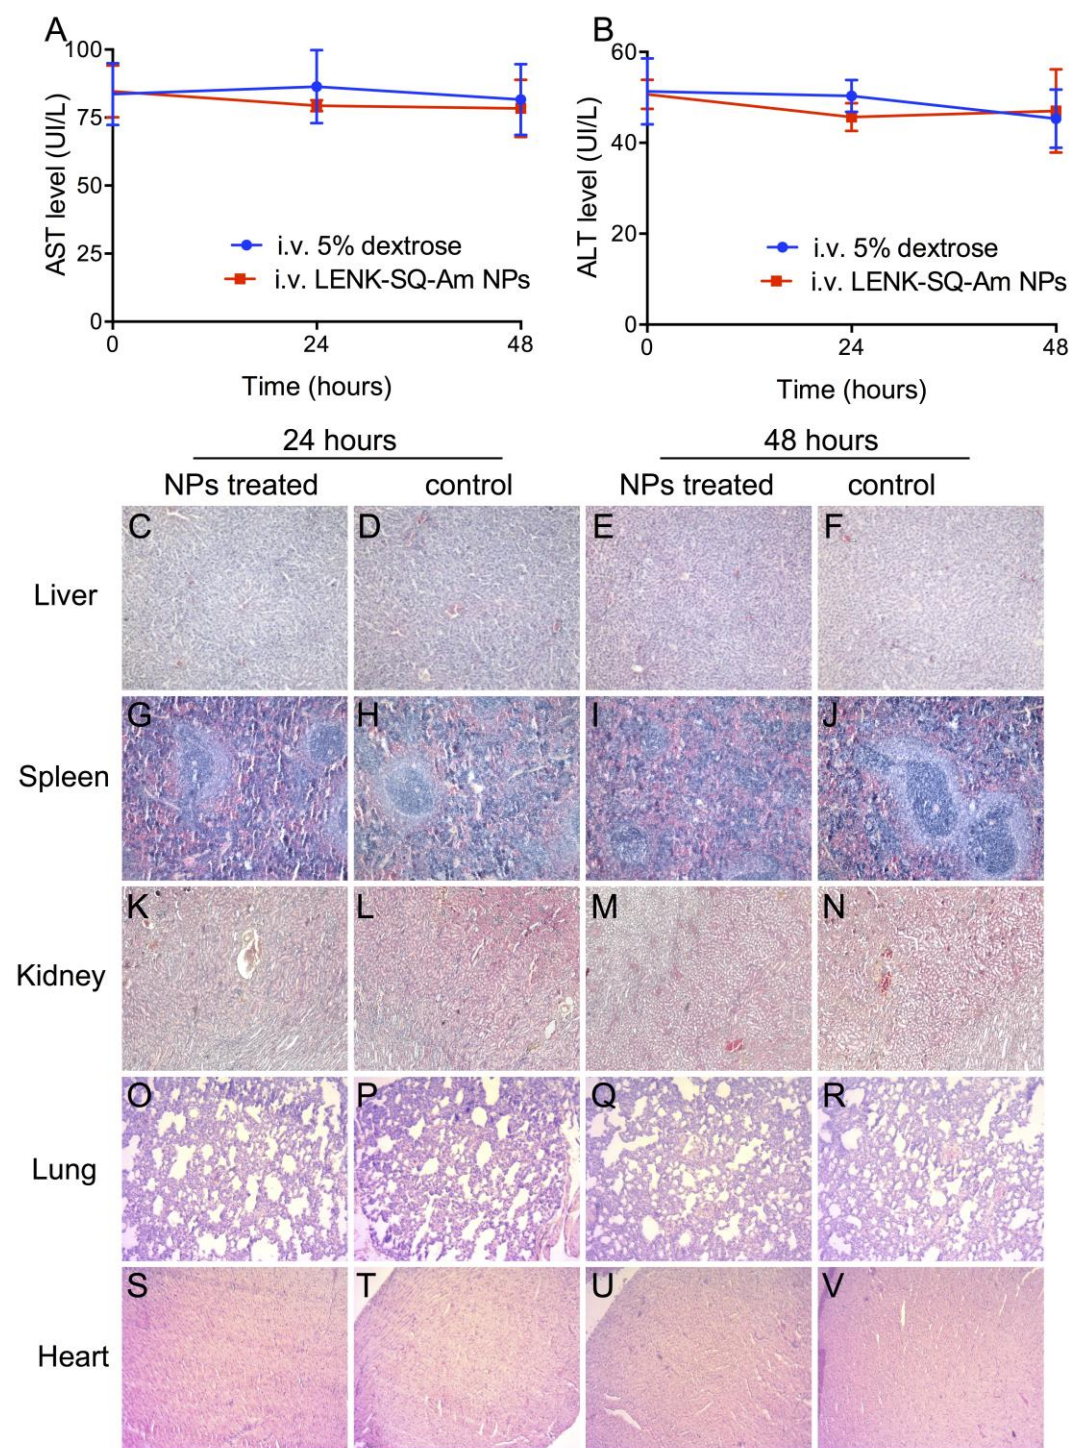 A
B
100
75
50
25
0
AST level (UI/L)
i.v. 5% dextrose
i.v. LENK-SQ-Am NPs
0 24 48
Time (hours)
60
40
20
0
ALT level (UI/L)
i.v. 5% dextrose
i.v. LENK-SQ-Am NPs
0 24 48
Time (hours)
24 hours 48 hours
NPs treated control NPs treated control
Liver C D E F
Spleen G H I J
Kidney K L M N
Lung O P Q R
Heart S T U V